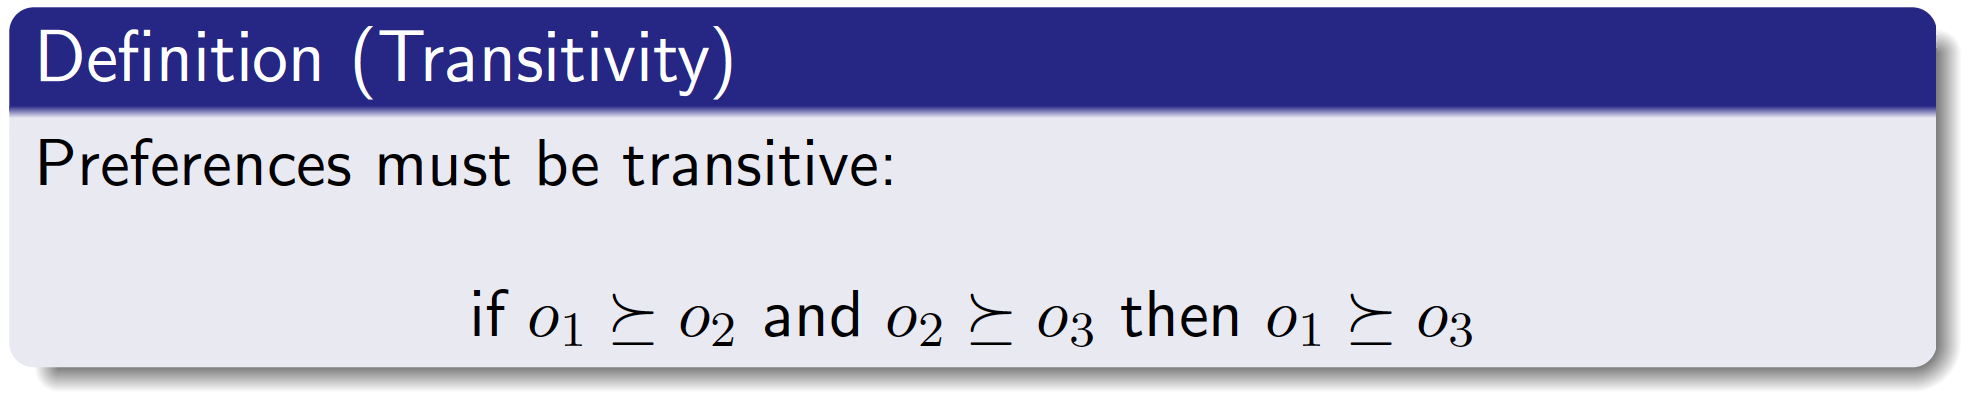 Definition (Transitivity)
Preferences must be transitive:
if o₁ ⪰ o₂ and o₂ ⪰ o₃ then o₁ ⪰ o₃